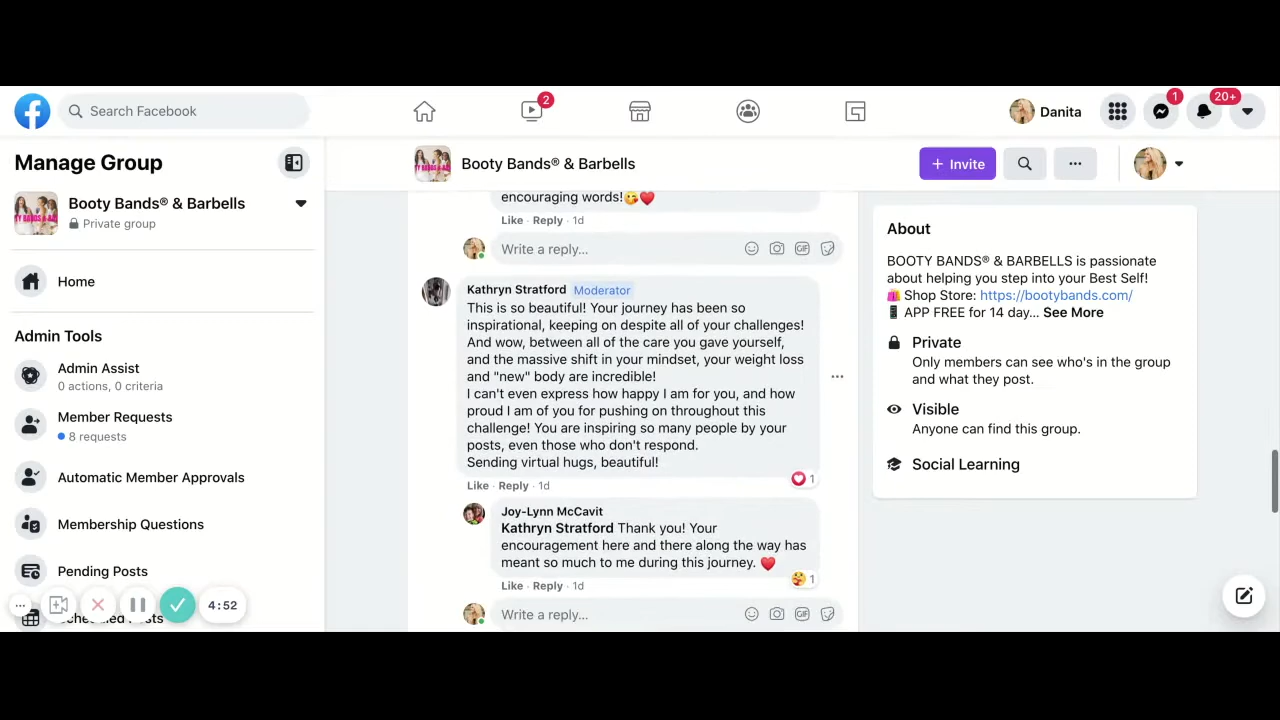 Search Facebook
2
Danita
1
20+
Manage Group
Booty Bands® & Barbells
Private group
Home
Admin Tools
Admin Assist
0 actions, 0 criteria
Member Requests
8 requests
Automatic Member Approvals
Membership Questions
Pending Posts
4:52
Booty Bands® & Barbells
+ Invite
encouraging words!😘❤️
Like · Reply · 1d
Write a reply...
GIF
Kathryn Stratford Moderator
This is so beautiful! Your journey has been so
inspirational, keeping on despite all of your challenges!
And wow, between all of the care you gave yourself,
and the massive shift in your mindset, your weight loss
and "new" body are incredible!
I can't even express how happy I am for you, and how
proud I am of you for pushing on throughout this
challenge! You are inspiring so many people by your
posts, even those who don't respond.
Sending virtual hugs, beautiful!
1
Like · Reply · 1d
Joy-Lynn McCavit
Kathryn Stratford Thank you! Your
encouragement here and there along the way has
meant so much to me during this journey. ❤️
1
Like · Reply · 1d
Write a reply...
GIF
About
BOOTY BANDS® & BARBELLS is passionate
about helping you step into your Best Self!
🛍️ Shop Store: https://bootybands.com/
📱 APP FREE for 14 day... See More
Private
Only members can see who's in the group
and what they post.
Visible
Anyone can find this group.
Social Learning